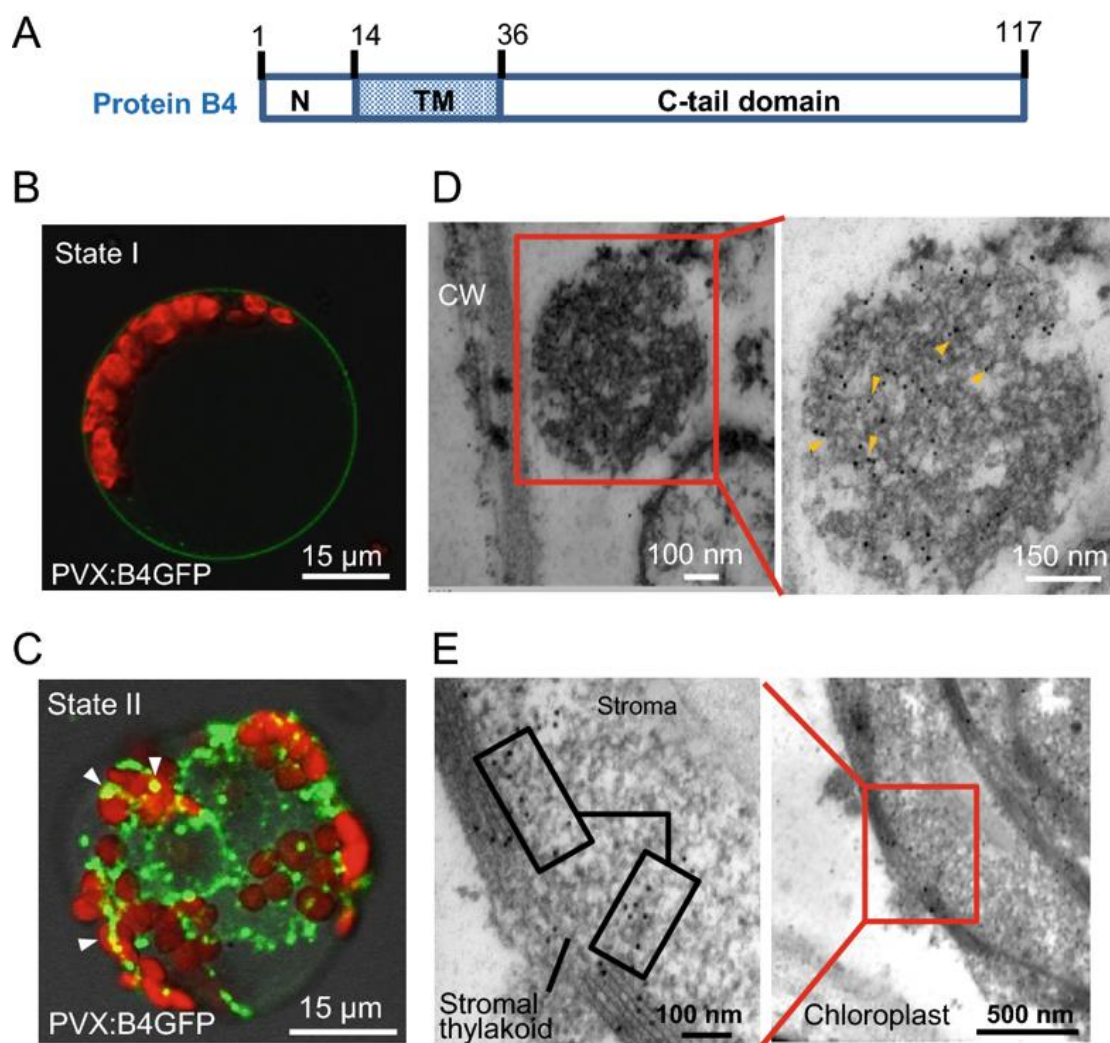 A
1 14 36 117
Protein B4 N TM C-tail domain
B
State I
PVX:B4GFP
15 µm
D
CW
100 nm
150 nm
C
State II
PVX:B4GFP
15 µm
E
Stroma
Stromal
thylakoid
100 nm
Chloroplast
500 nm